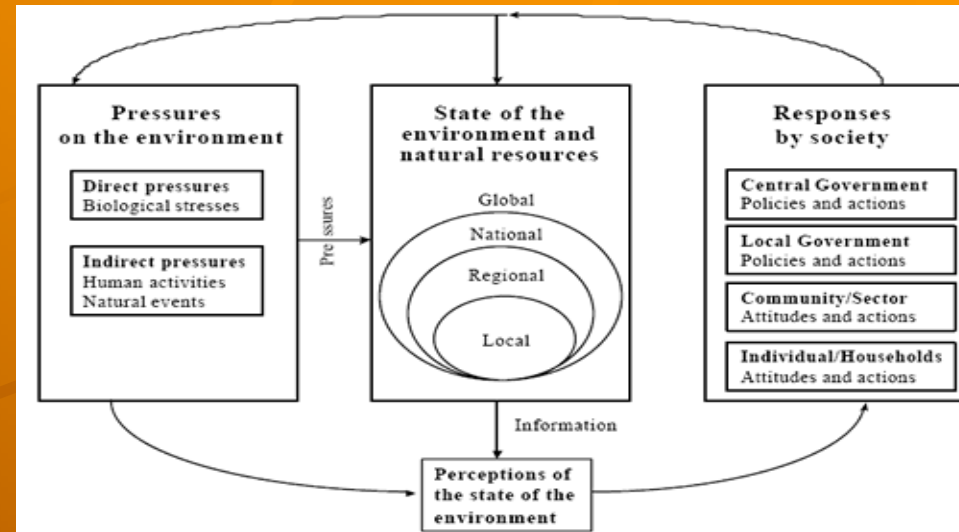 Pressures
on the environment
Direct pressures
Biological stresses
Indirect pressures
Human activities
Natural events
Pressures
State of the
environment and
natural resources
Global
National
Regional
Local
Information
Perceptions of
the state of the
environment
Responses
by society
Central Government
Policies and actions
Local Government
Policies and actions
Community/Sector
Attitudes and actions
Individual/Households
Attitudes and actions